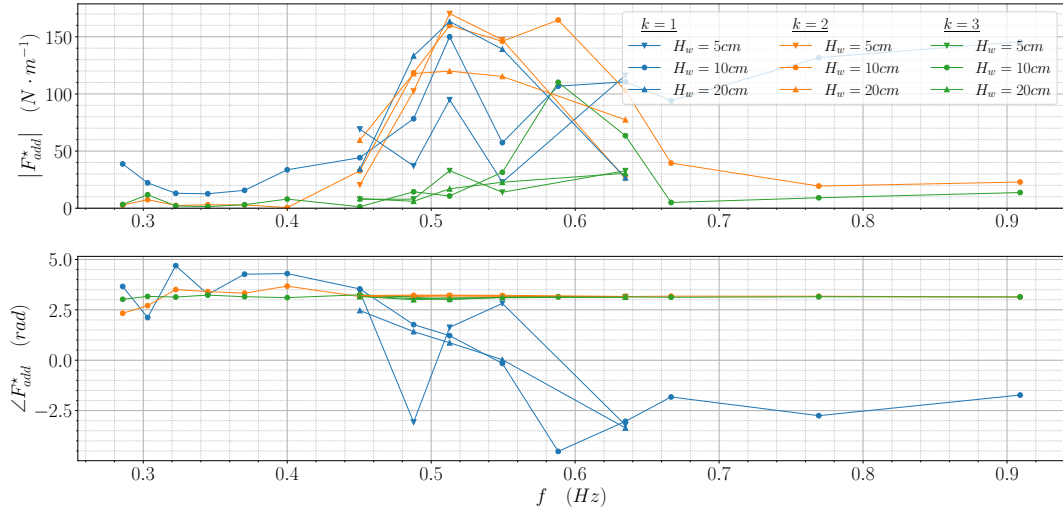 150
100
50
0
|F*add| (N · m⁻¹)
k = 1 k = 2 k = 3
Hw = 5cm Hw = 5cm Hw = 5cm
Hw = 10cm Hw = 10cm Hw = 10cm
Hw = 20cm Hw = 20cm Hw = 20cm
0.3 0.4 0.5 0.6 0.7 0.8 0.9
5.0
2.5
0.0
−2.5
∠F*add (rad)
0.3 0.4 0.5 0.6 0.7 0.8 0.9
f (Hz)